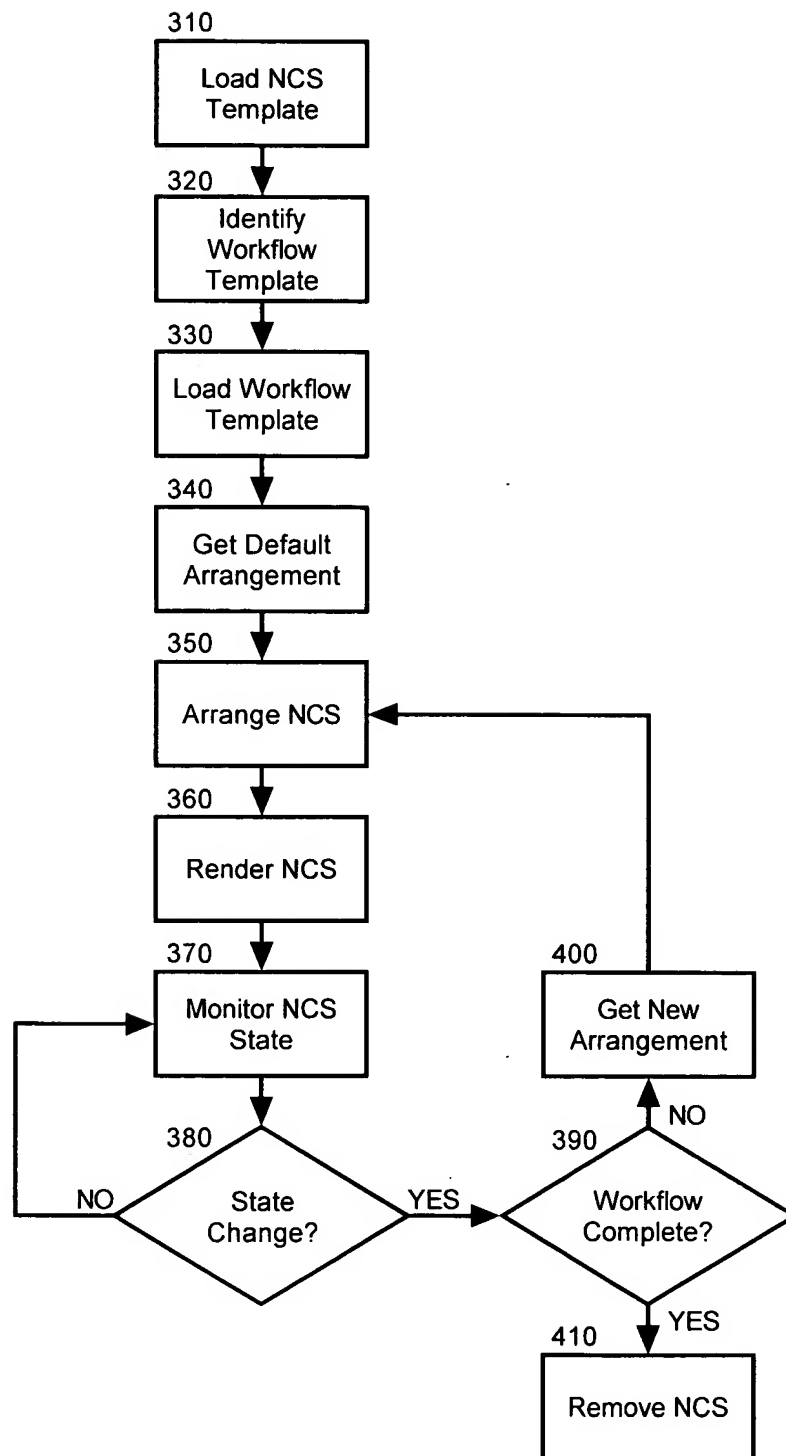 310
Load NCS
Template
320
Identify
Workflow
Template
330
Load Workflow
Template
340
Get Default
Arrangement
350
Arrange NCS
360
Render NCS
370
Monitor NCS
State
400
Get New
Arrangement
380
State
Change?
NO
YES
390
Workflow
Complete?
NO
YES
410
Remove NCS